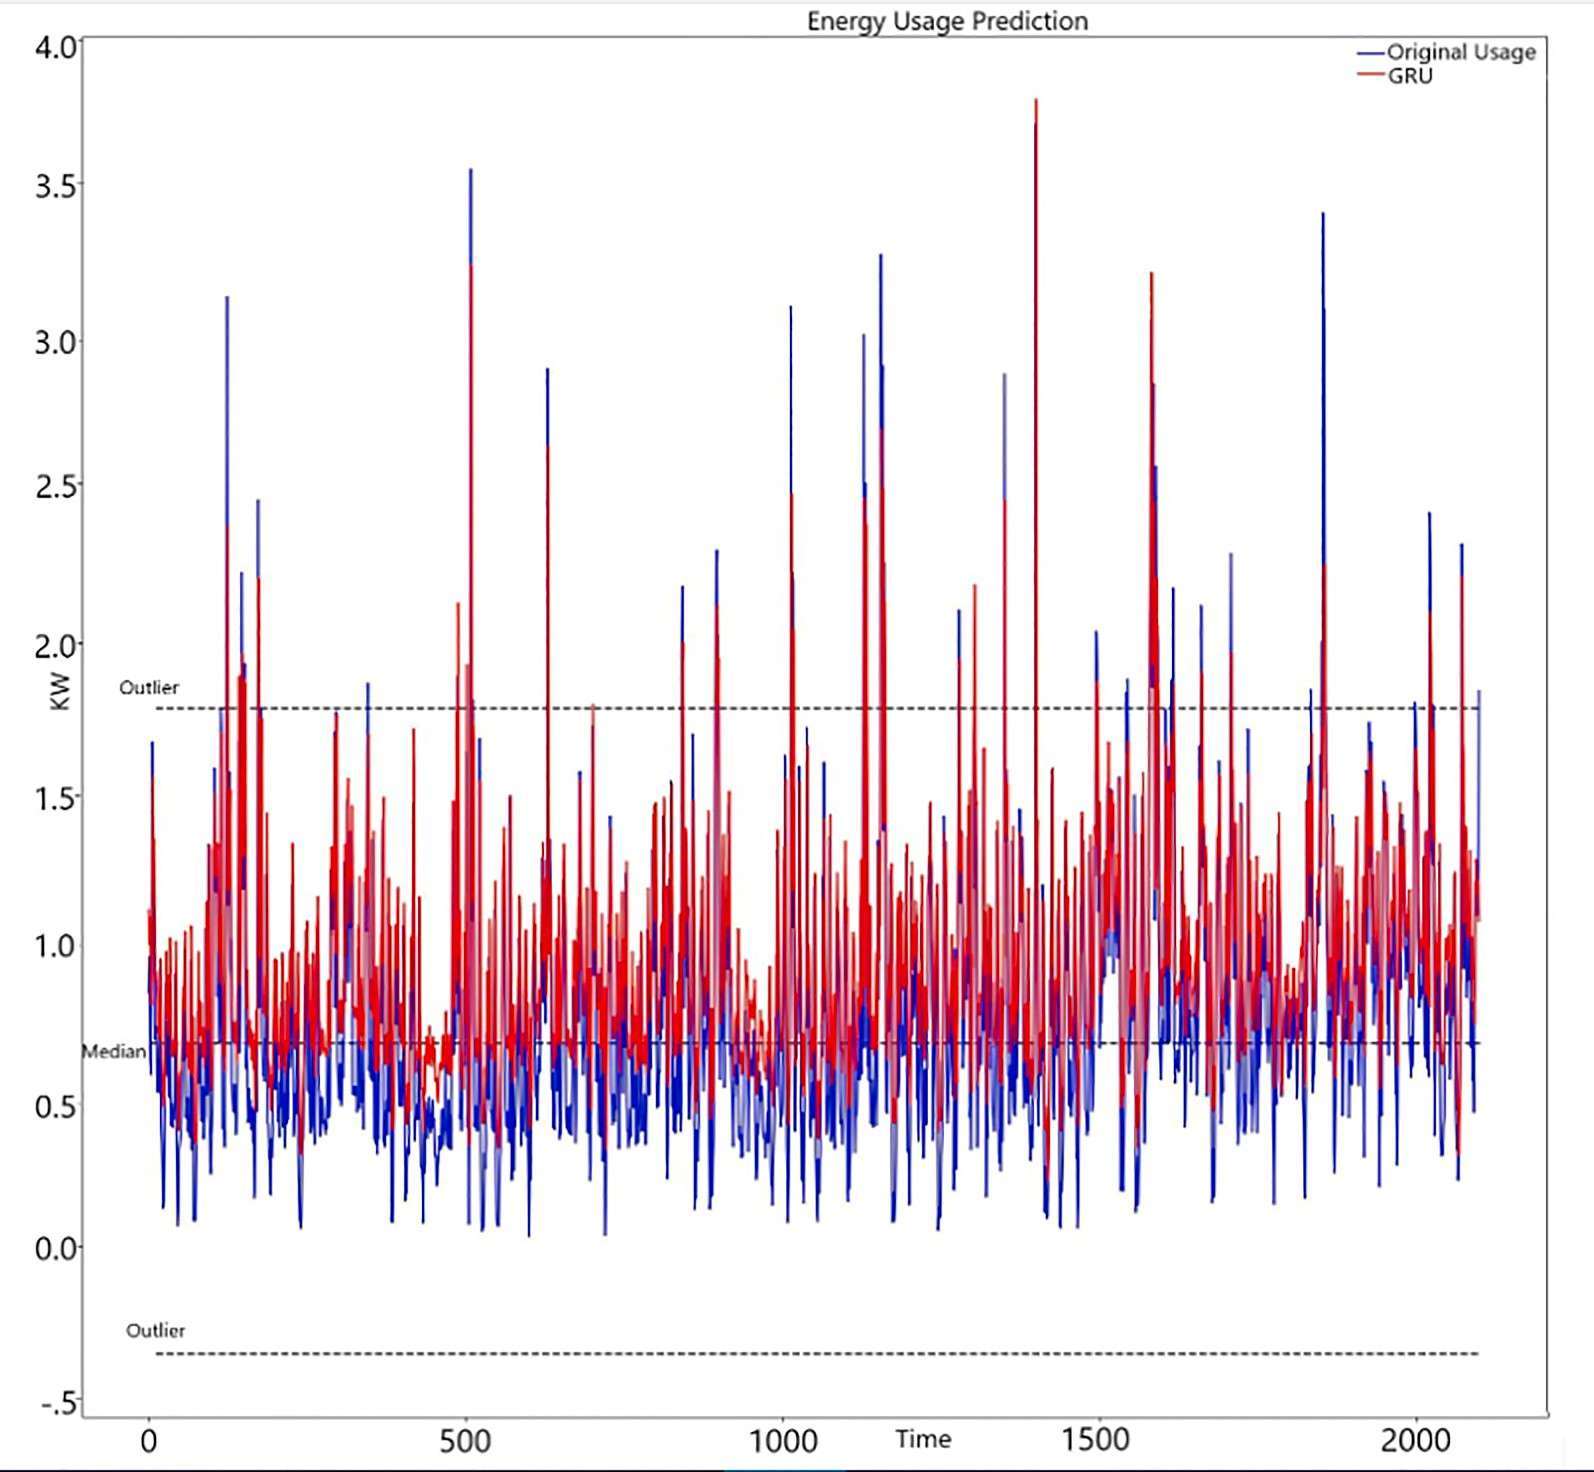 Energy Usage Prediction
Original Usage
GRU
4.0
3.5
3.0
2.5
2.0
1.5
1.0
0.5
0.0
-.5
KW
Outlier
Median
Outlier
0 500 1000 1500 2000
Time